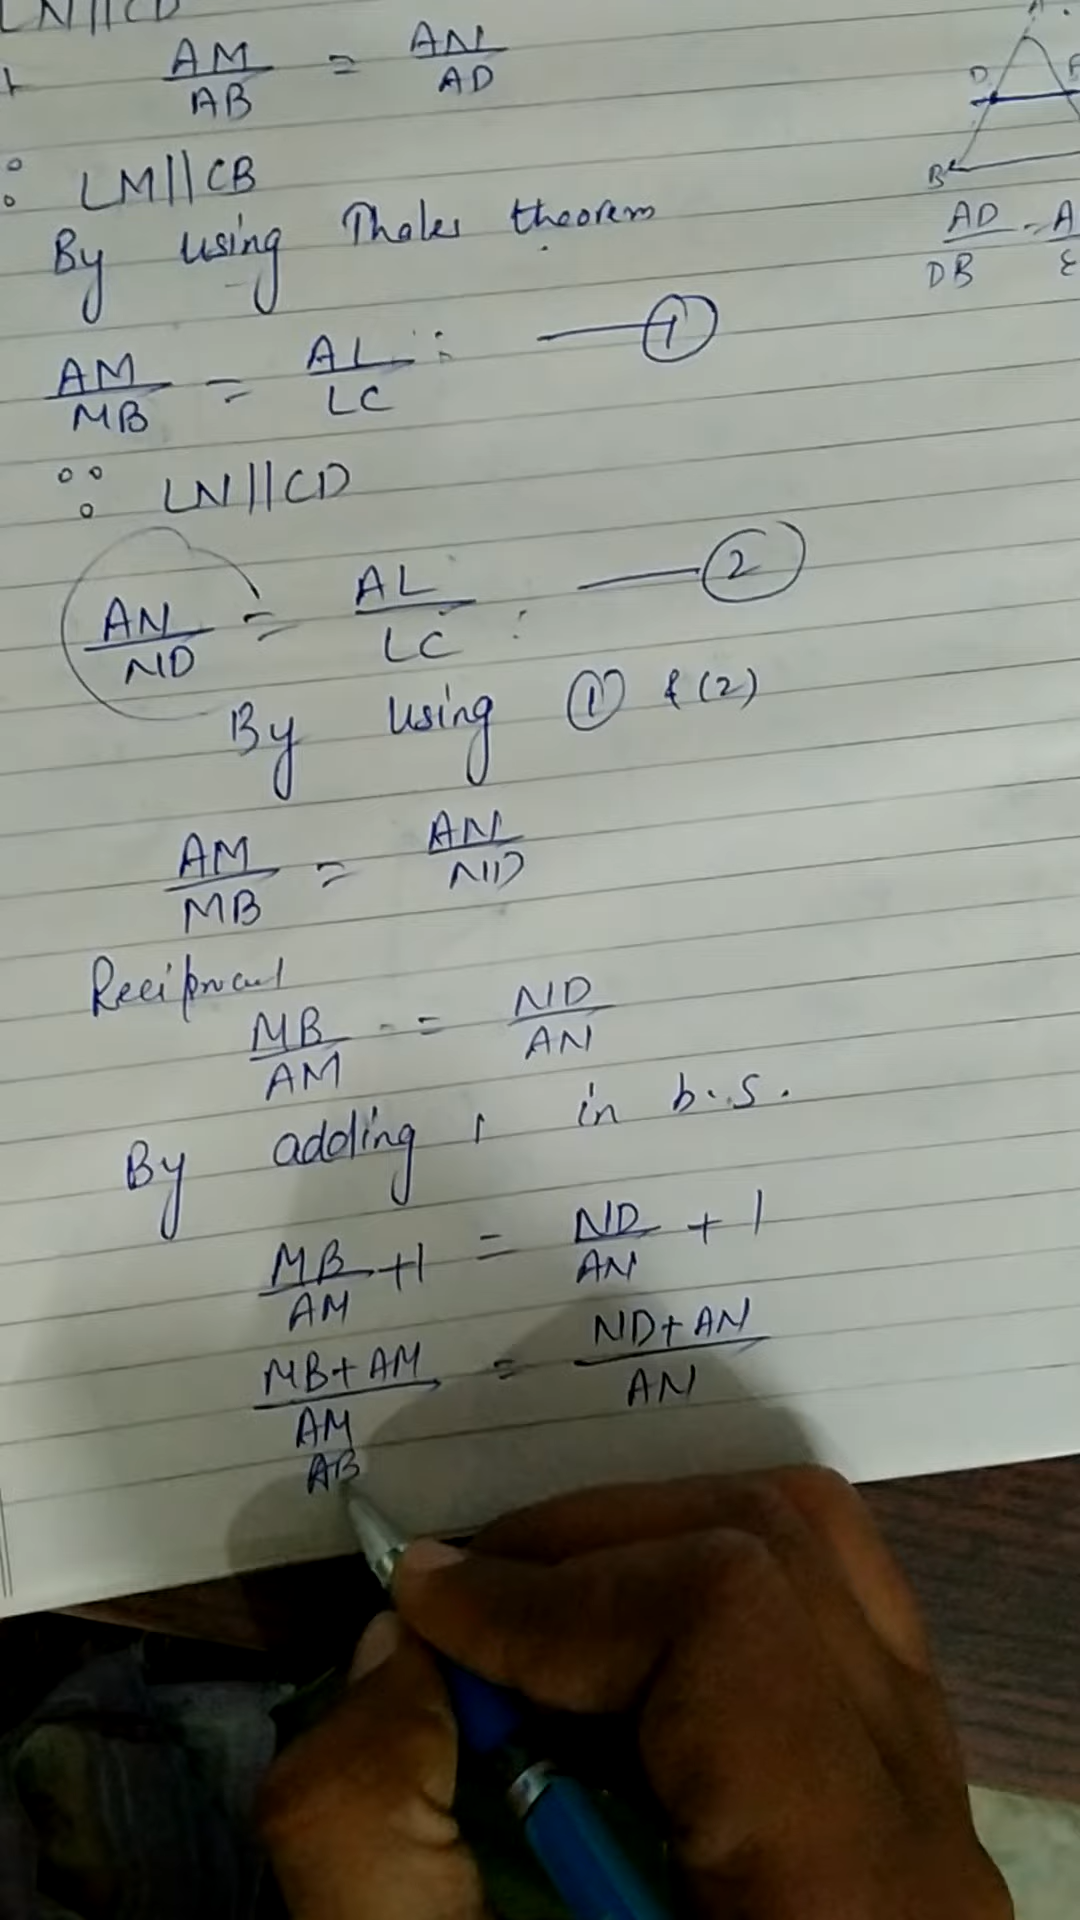 LN||CD
AM/AB = AN/AD
∴ LM||CB
By using Thales theorem
AM/MB = AL/LC : — ①
∵ LN||CD
AN/ND = AL/LC : — ②
By using ① & (2)
AM/MB = AN/ND
Reciprocal
MB/AM = ND/AN
By adding 1 in b.s.
MB/AM + 1 = ND/AN + 1
MB + AM/AM = ND + AN/AN
AB
A
D
B
AD/DB = A